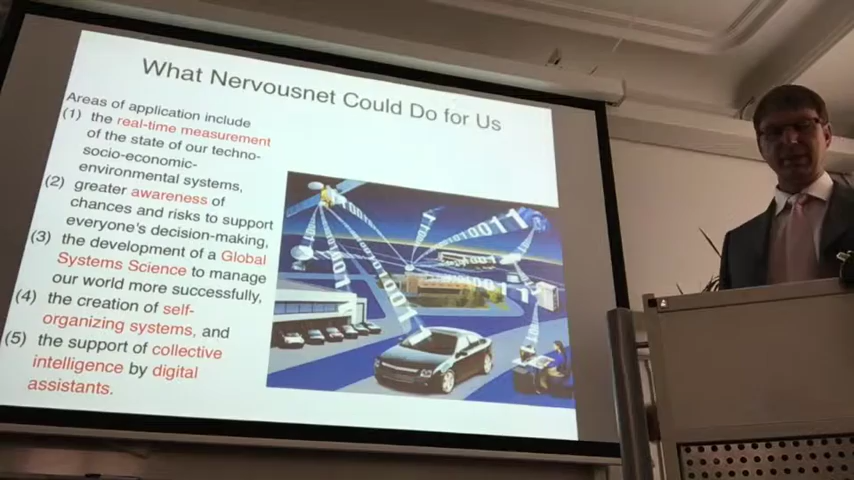 What Nervousnet Could Do for Us
Areas of application include
(1) the real-time measurement
of the state of our techno-
socio-economic-
environmental systems,
(2) greater awareness of
chances and risks to support
everyone's decision-making,
(3) the development of a Global
Systems Science to manage
our world more successfully,
(4) the creation of self-
organizing systems, and
(5) the support of collective
intelligence by digital
assistants.